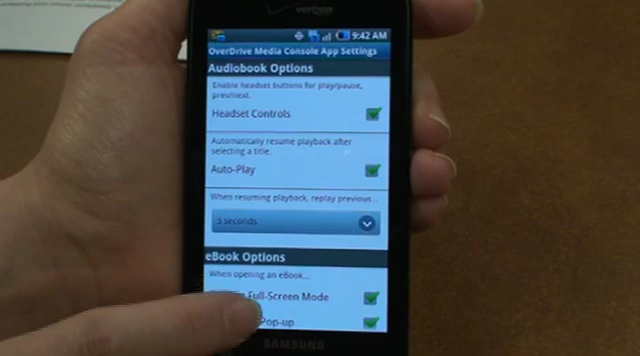 verizon
9:42 AM
OverDrive Media Console App Settings
Audiobook Options
Enable headset buttons for play/pause,
prev/next.
Headset Controls
Automatically resume playback after
selecting a title.
Auto-Play
When resuming playback, replay previous...
5 seconds
eBook Options
When opening an eBook...
Full-Screen Mode
Pop-up
SAMSUNG